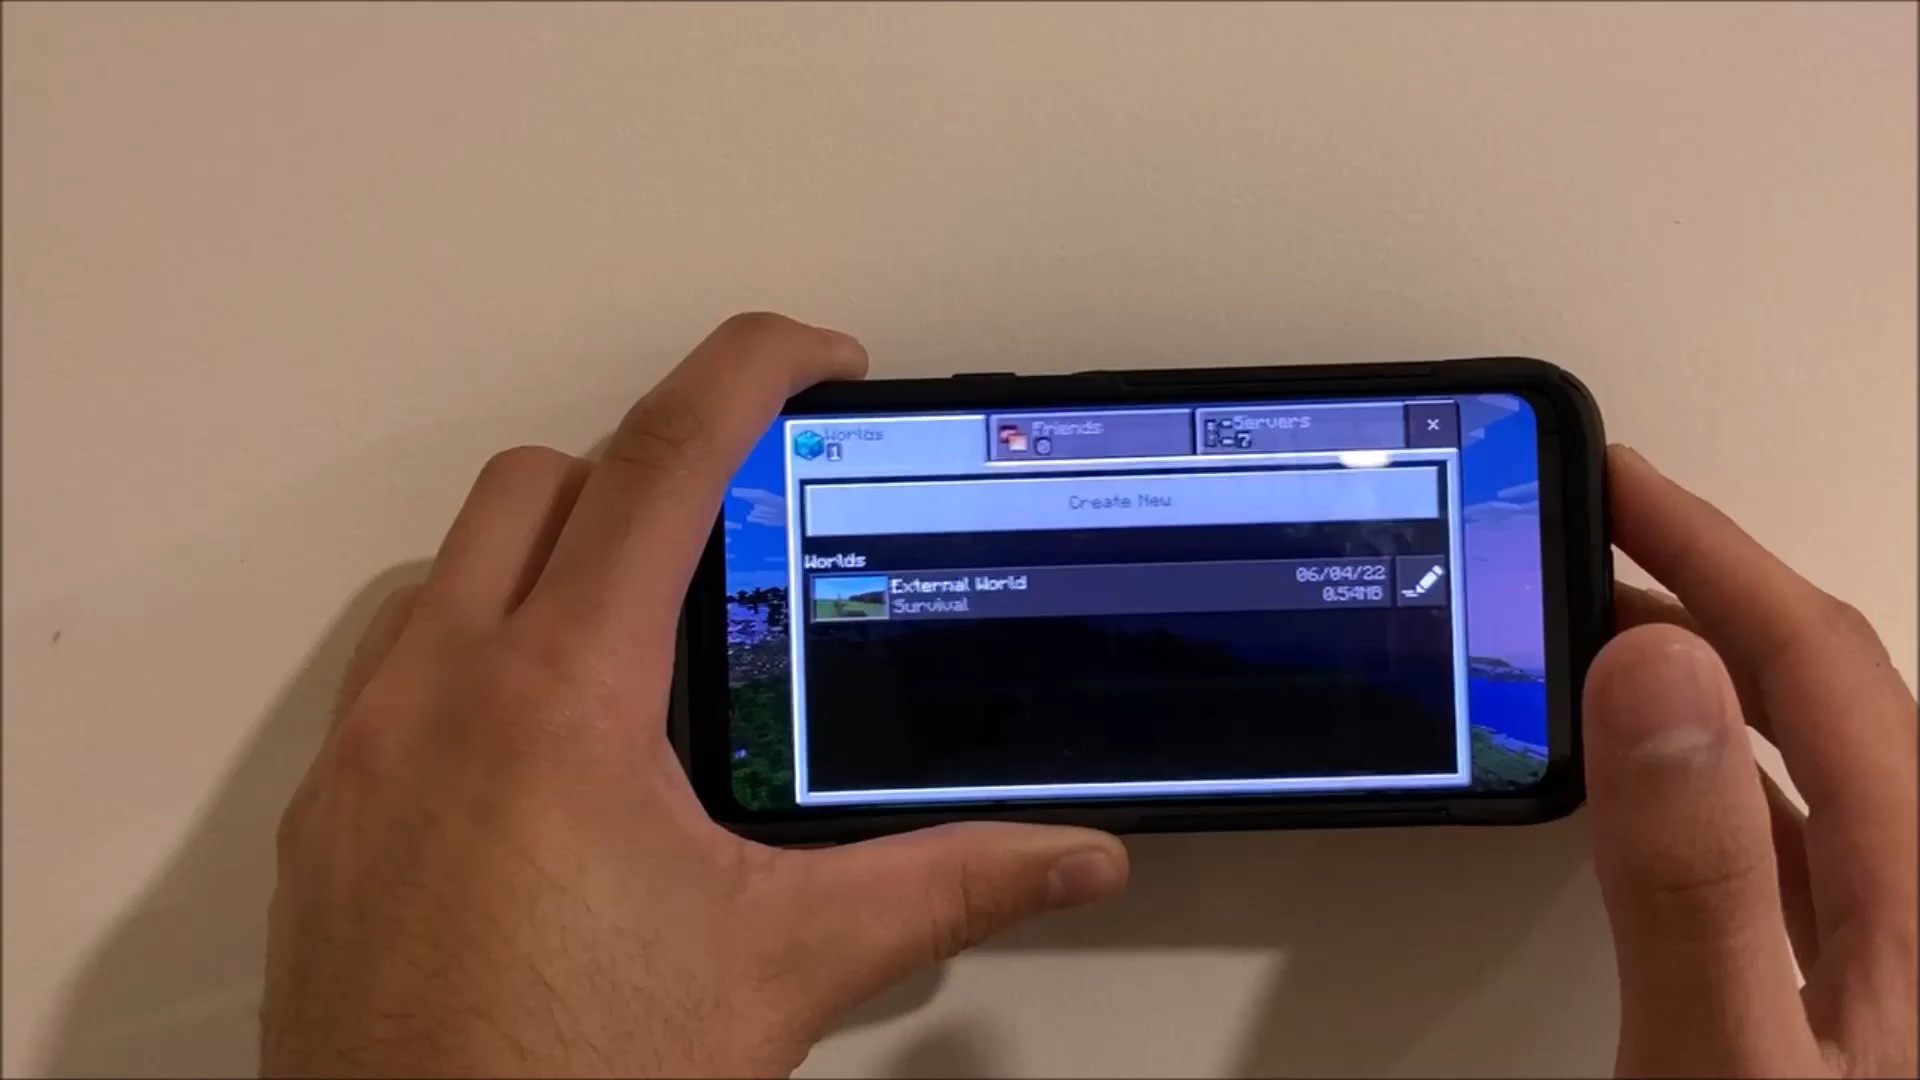 Worlds
1
Friends
0
Servers
7
Create New
Worlds
External World
06/04/22
Survival
0.54MB